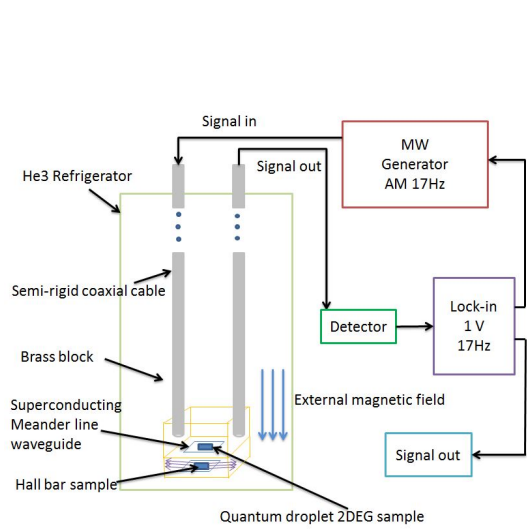 Signal in
MW
Generator
AM 17Hz
Signal out
He3 Refrigerator
Semi-rigid coaxial cable
Lock-in
1 V
17Hz
Detector
Brass block
External magnetic field
Superconducting
Meander line
waveguide
Signal out
Hall bar sample
Quantum droplet 2DEG sample